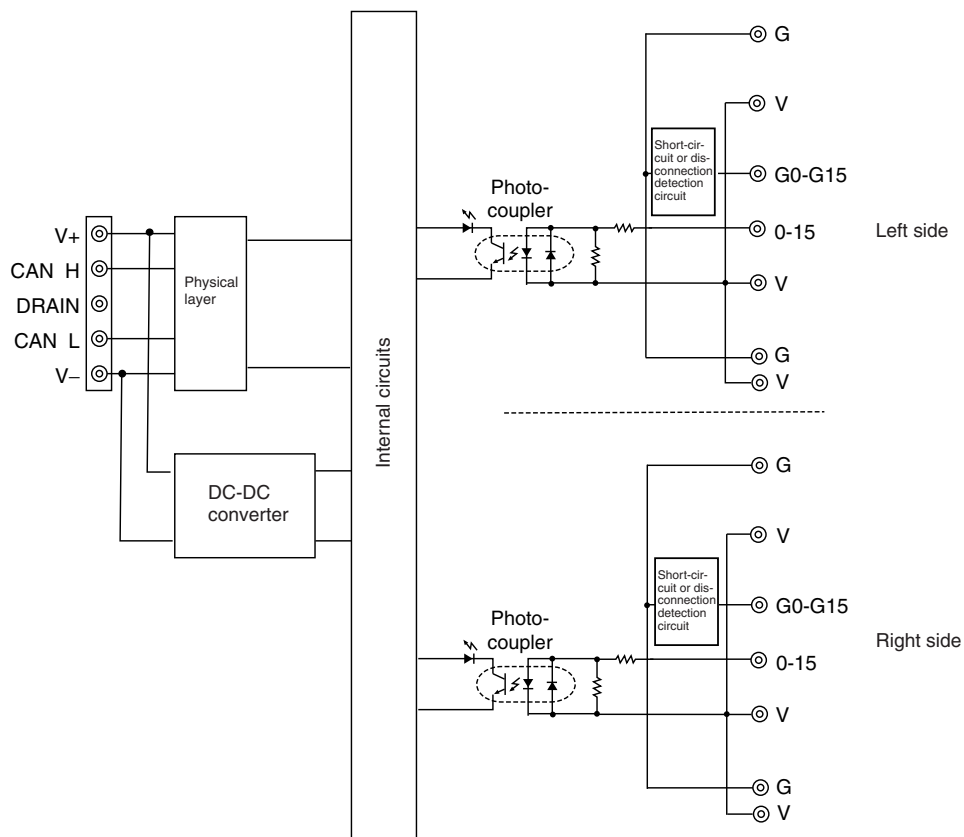 V+
CAN H
DRAIN
CAN L
V–
Physical
layer
DC-DC
converter
Internal circuits
Photo-
coupler
G
V
Short-cir-
cuit or dis-
connection
detection
circuit
G0-G15
0-15
V
G
V
Left side
Photo-
coupler
G
V
Short-cir-
cuit or dis-
connection
detection
circuit
G0-G15
0-15
V
G
V
Right side